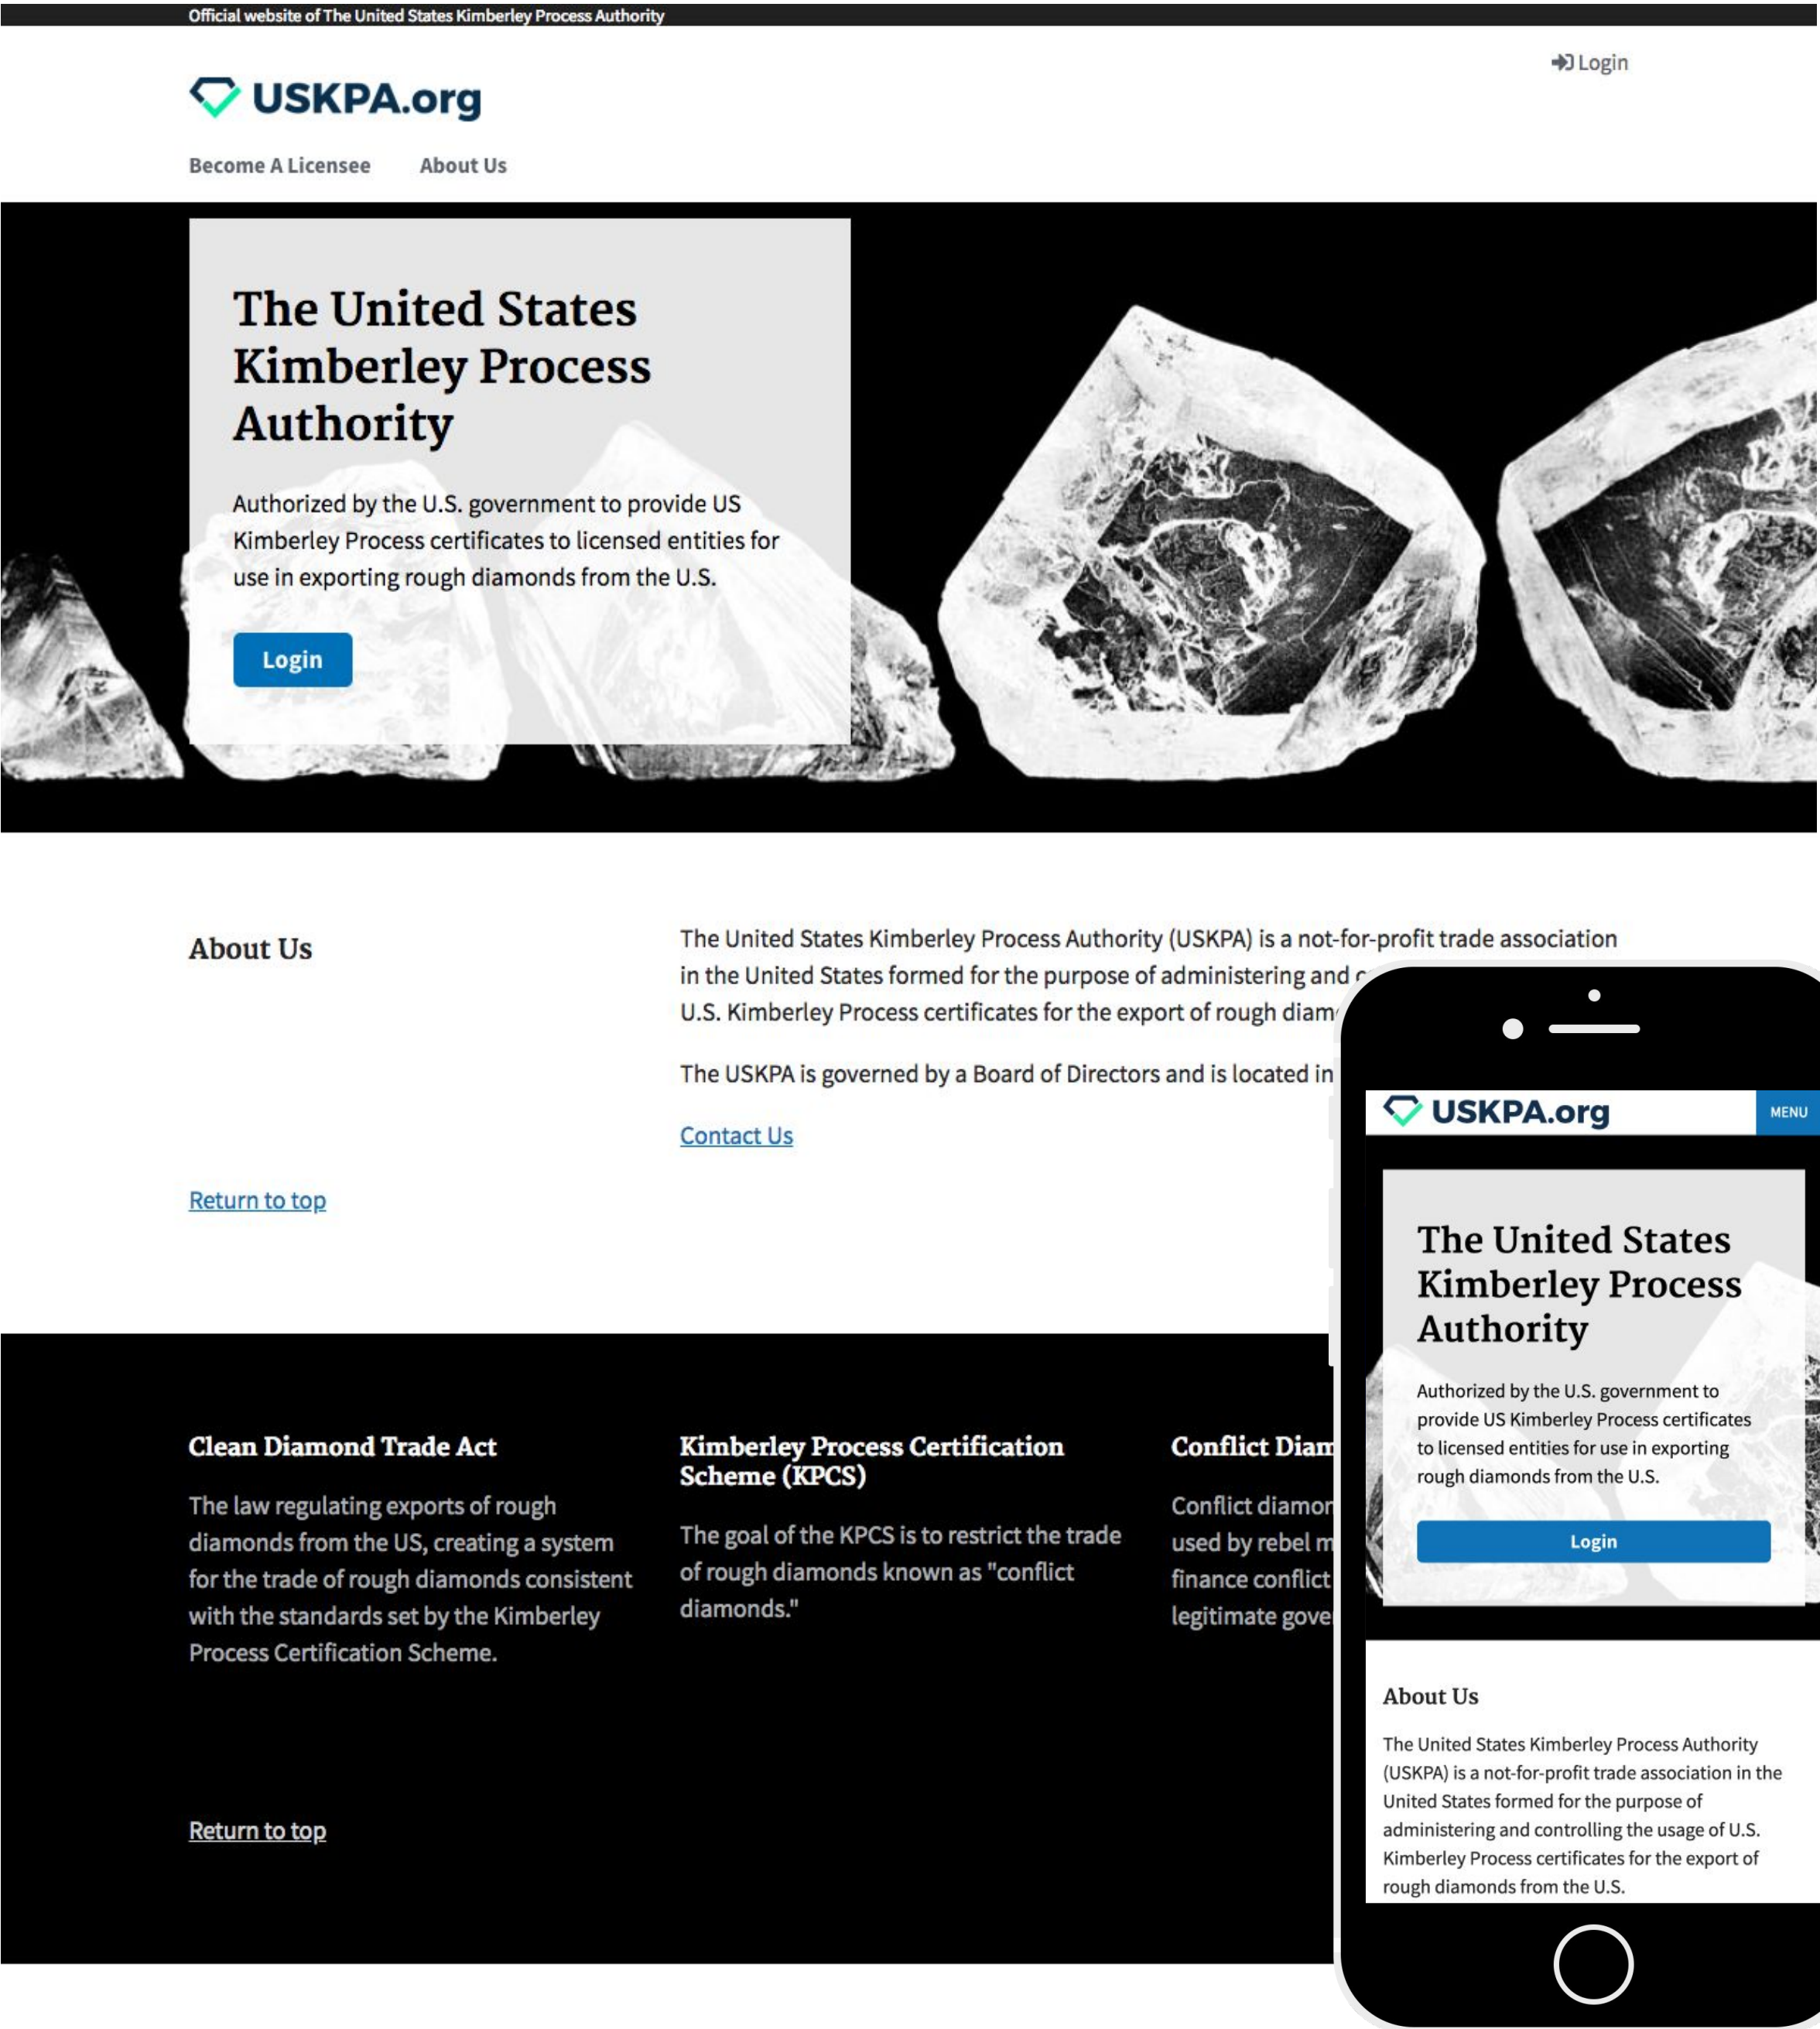 Official website of The United States Kimberley Process Authority
Login
USKPA.org
Become A Licensee About Us
The United States
Kimberley Process
Authority
Authorized by the U.S. government to provide US
Kimberley Process certificates to licensed entities for
use in exporting rough diamonds from the U.S.
Login
About Us
The United States Kimberley Process Authority (USKPA) is a not-for-profit trade association
in the United States formed for the purpose of administering and
U.S. Kimberley Process certificates for the export of rough
The USKPA is governed by a Board of Directors and is located in
Contact Us
Return to top
Clean Diamond Trade Act
The law regulating exports of rough
diamonds from the US, creating a system
for the trade of rough diamonds consistent
with the standards set by the Kimberley
Process Certification Scheme.
Kimberley Process Certification
Scheme (KPCS)
The goal of the KPCS is to restrict the trade
of rough diamonds known as "conflict
diamonds."
Conflict
Conflict
used by rebel
finance conflict
legitimate
Return to top
USKPA.org
MENU
The United States
Kimberley Process
Authority
Authorized by the U.S. government to
provide US Kimberley Process certificates
to licensed entities for use in exporting
rough diamonds from the U.S.
Login
About Us
The United States Kimberley Process Authority
(USKPA) is a not-for-profit trade association in the
United States formed for the purpose of
administering and controlling the usage of U.S.
Kimberley Process certificates for the export of
rough diamonds from the U.S.